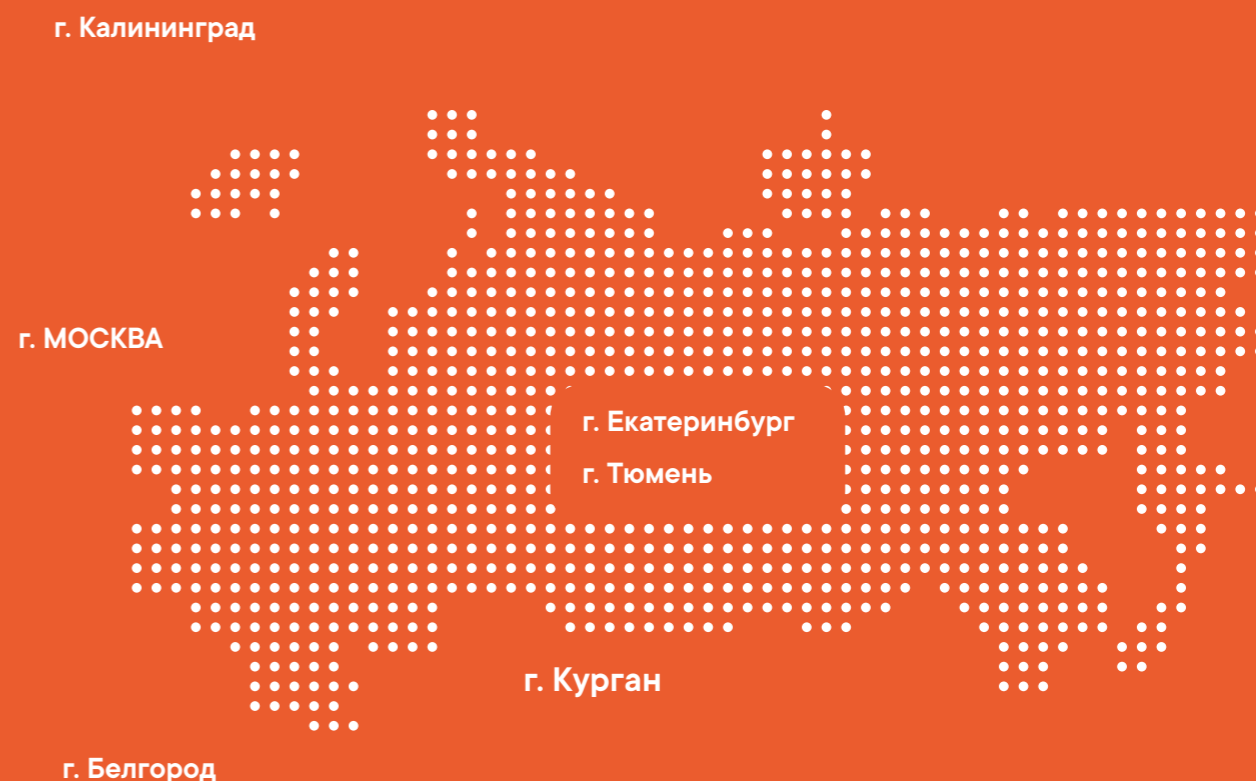 г. Калининград
г. МОСКВА
г. Екатеринбург
г. Тюмень
г. Курган
г. Белгород